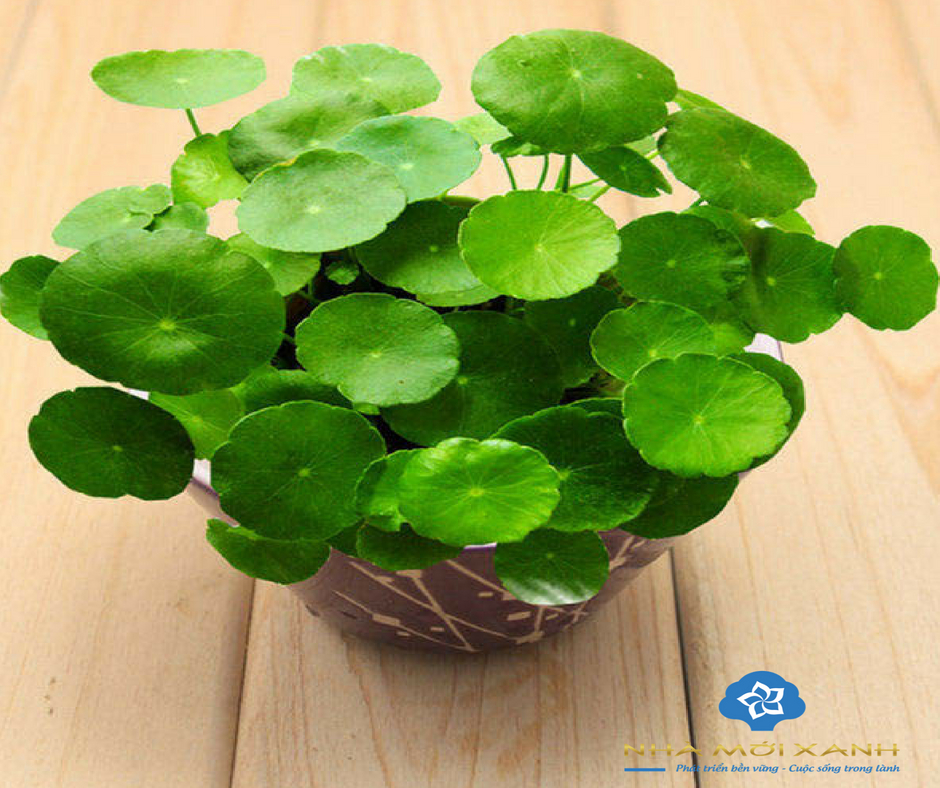 NHÀ MỚI XANH
Phát triển bền vững - Cuộc sống trong lành